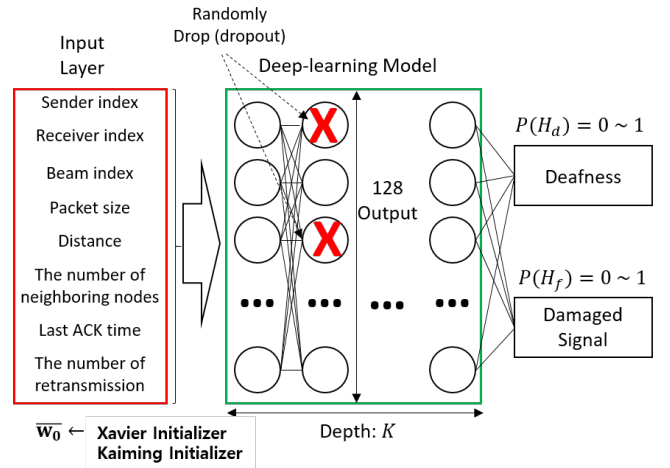 Randomly
Drop (dropout)
Input
Layer
Deep-learning Model
Sender index
Receiver index
Beam index
Packet size
Distance
The number of
neighboring nodes
Last ACK time
The number of
retransmission
X
X
128
Output
P(H_d) = 0 ~ 1
Deafness
P(H_f) = 0 ~ 1
Damaged
Signal
Depth: K
w̅₀ ← Xavier Initializer
Kaiming Initializer